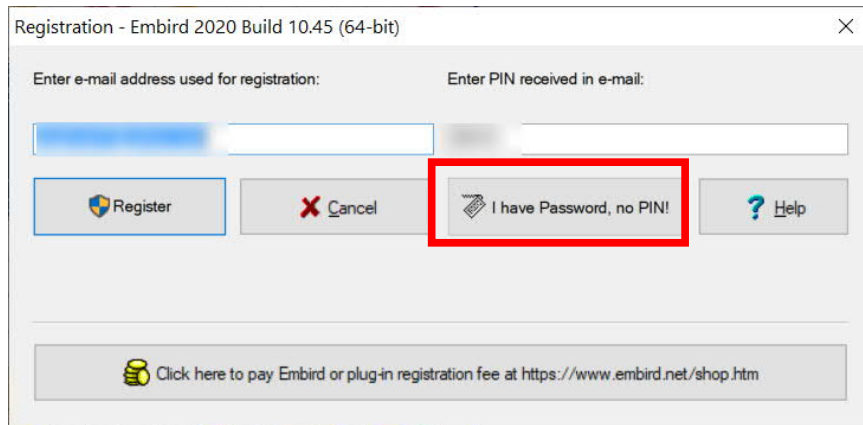 Registration - Embird 2020 Build 10.45 (64-bit)
Enter e-mail address used for registration: Enter PIN received in e-mail:
Register Cancel I have Password, no PIN! Help
Click here to pay Embird or plug-in registration fee at https://www.embird.net/shop.htm